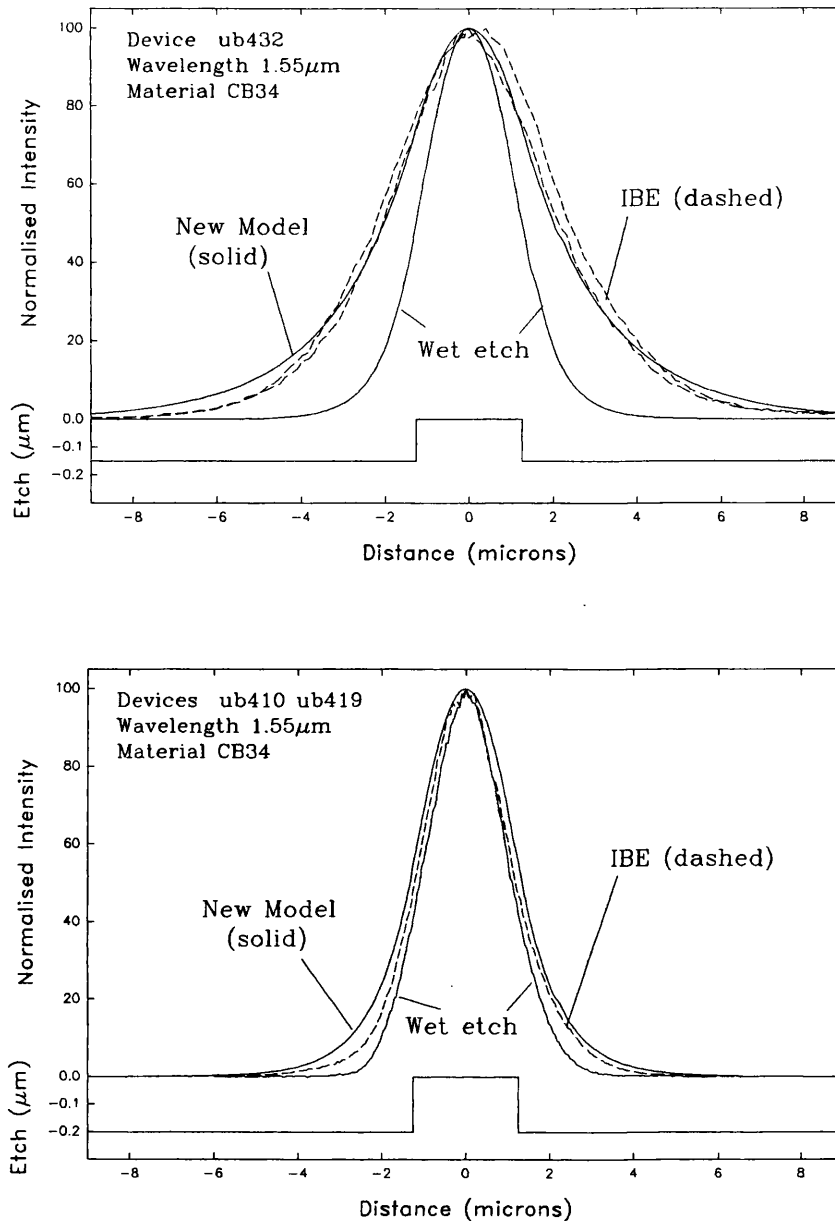 Device ub432
Wavelength 1.55μm
Material CB34
Normalised Intensity
100
80
60
40
20
0.0
Etch (μm)
-0.1
-0.2
New Model
(solid)
IBE (dashed)
Wet etch
-8 -6 -4 -2 0 2 4 6 8
Distance (microns)
Devices ub410 ub419
Wavelength 1.55μm
Material CB34
Normalised Intensity
100
80
60
40
20
0.0
Etch (μm)
-0.1
-0.2
New Model
(solid)
IBE (dashed)
Wet etch
-8 -6 -4 -2 0 2 4 6 8
Distance (microns)